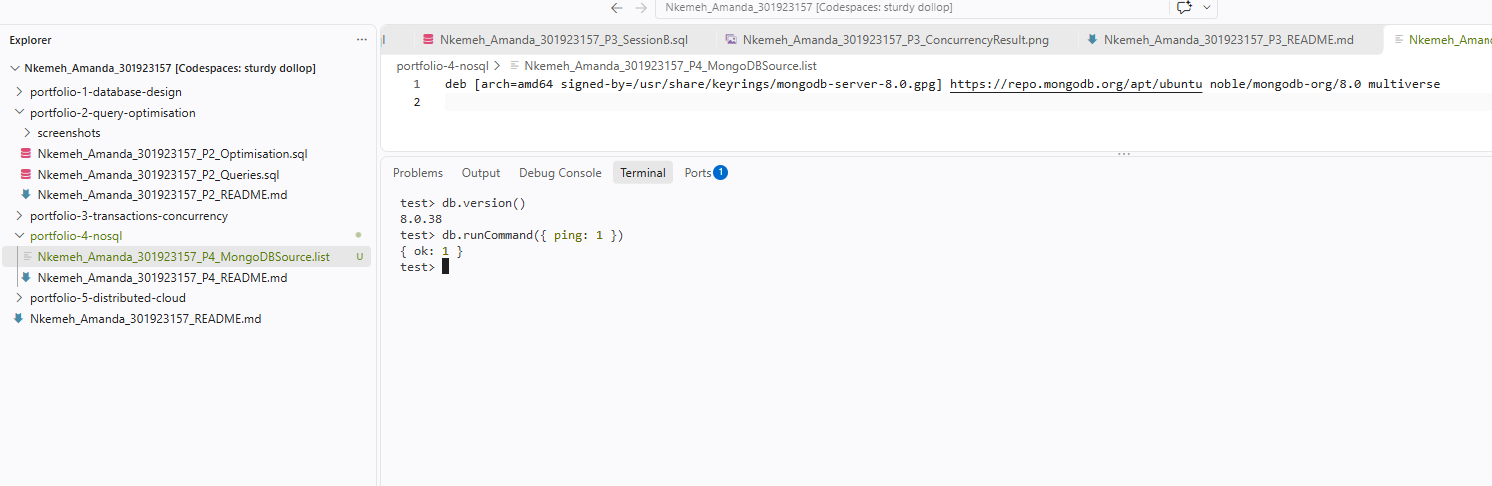 Nkemeh_Amanda_301923157 [Codespaces: sturdy dollop]
Explorer
Nkemeh_Amanda_301923157 [Codespaces: sturdy dollop]
portfolio-1-database-design
portfolio-2-query-optimisation
screenshots
Nkemeh_Amanda_301923157_P2_Optimisation.sql
Nkemeh_Amanda_301923157_P2_Queries.sql
Nkemeh_Amanda_301923157_P2_README.md
portfolio-3-transactions-concurrency
portfolio-4-nosql
Nkemeh_Amanda_301923157_P4_MongoDBSource.list U
Nkemeh_Amanda_301923157_P4_README.md
portfolio-5-distributed-cloud
Nkemeh_Amanda_301923157_README.md
Nkemeh_Amanda_301923157_P3_SessionB.sql Nkemeh_Amanda_301923157_P3_ConcurrencyResult.png Nkemeh_Amanda_301923157_P3_README.md
portfolio-4-nosql > Nkemeh_Amanda_301923157_P4_MongoDBSource.list
1 deb [arch=amd64 signed-by=/usr/share/keyrings/mongodb-server-8.0.gpg] https://repo.mongodb.org/apt/ubuntu noble/mongodb-org/8.0 multiverse
2
Problems Output Debug Console Terminal Ports 1
test> db.version()
8.0.38
test> db.runCommand({ ping: 1 })
{ ok: 1 }
test>